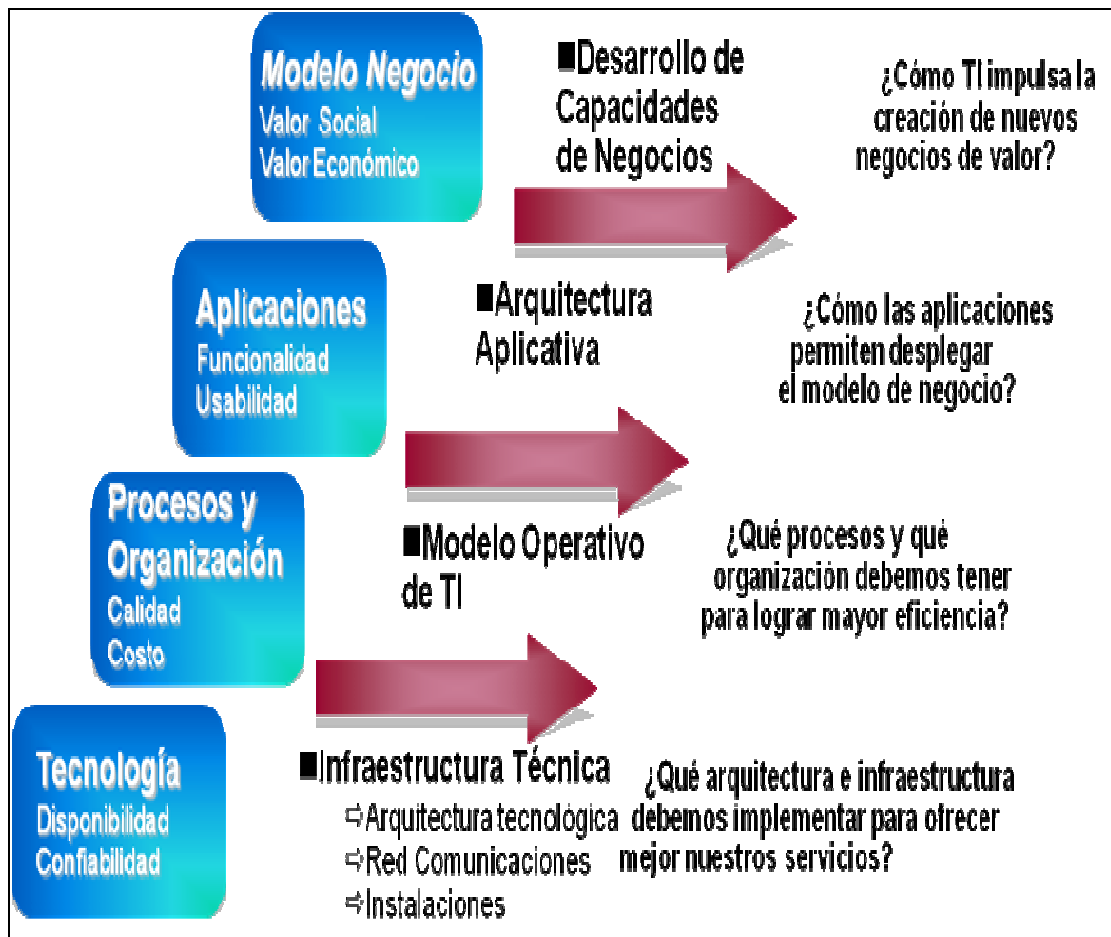 Modelo Negocio
Valor Social
Valor Económico
■Desarrollo de
Capacidades
de Negocios
¿Cómo TI impulsa la
creación de nuevos
negocios de valor?
Aplicaciones
Funcionalidad
Usabilidad
■Arquitectura
Aplicativa
¿Cómo las aplicaciones
permiten desplegar
el modelo de negocio?
Procesos y
Organización
Calidad
Costo
■Modelo Operativo
de TI
¿Qué procesos y qué
organización debemos tener
para lograr mayor eficiencia?
Tecnología
Disponibilidad
Confiabilidad
■Infraestructura Técnica
⇨Arquitectura tecnológica
⇨Red Comunicaciones
⇨Instalaciones
¿Qué arquitectura e infraestructura
debemos implementar para ofrecer
mejor nuestros servicios?